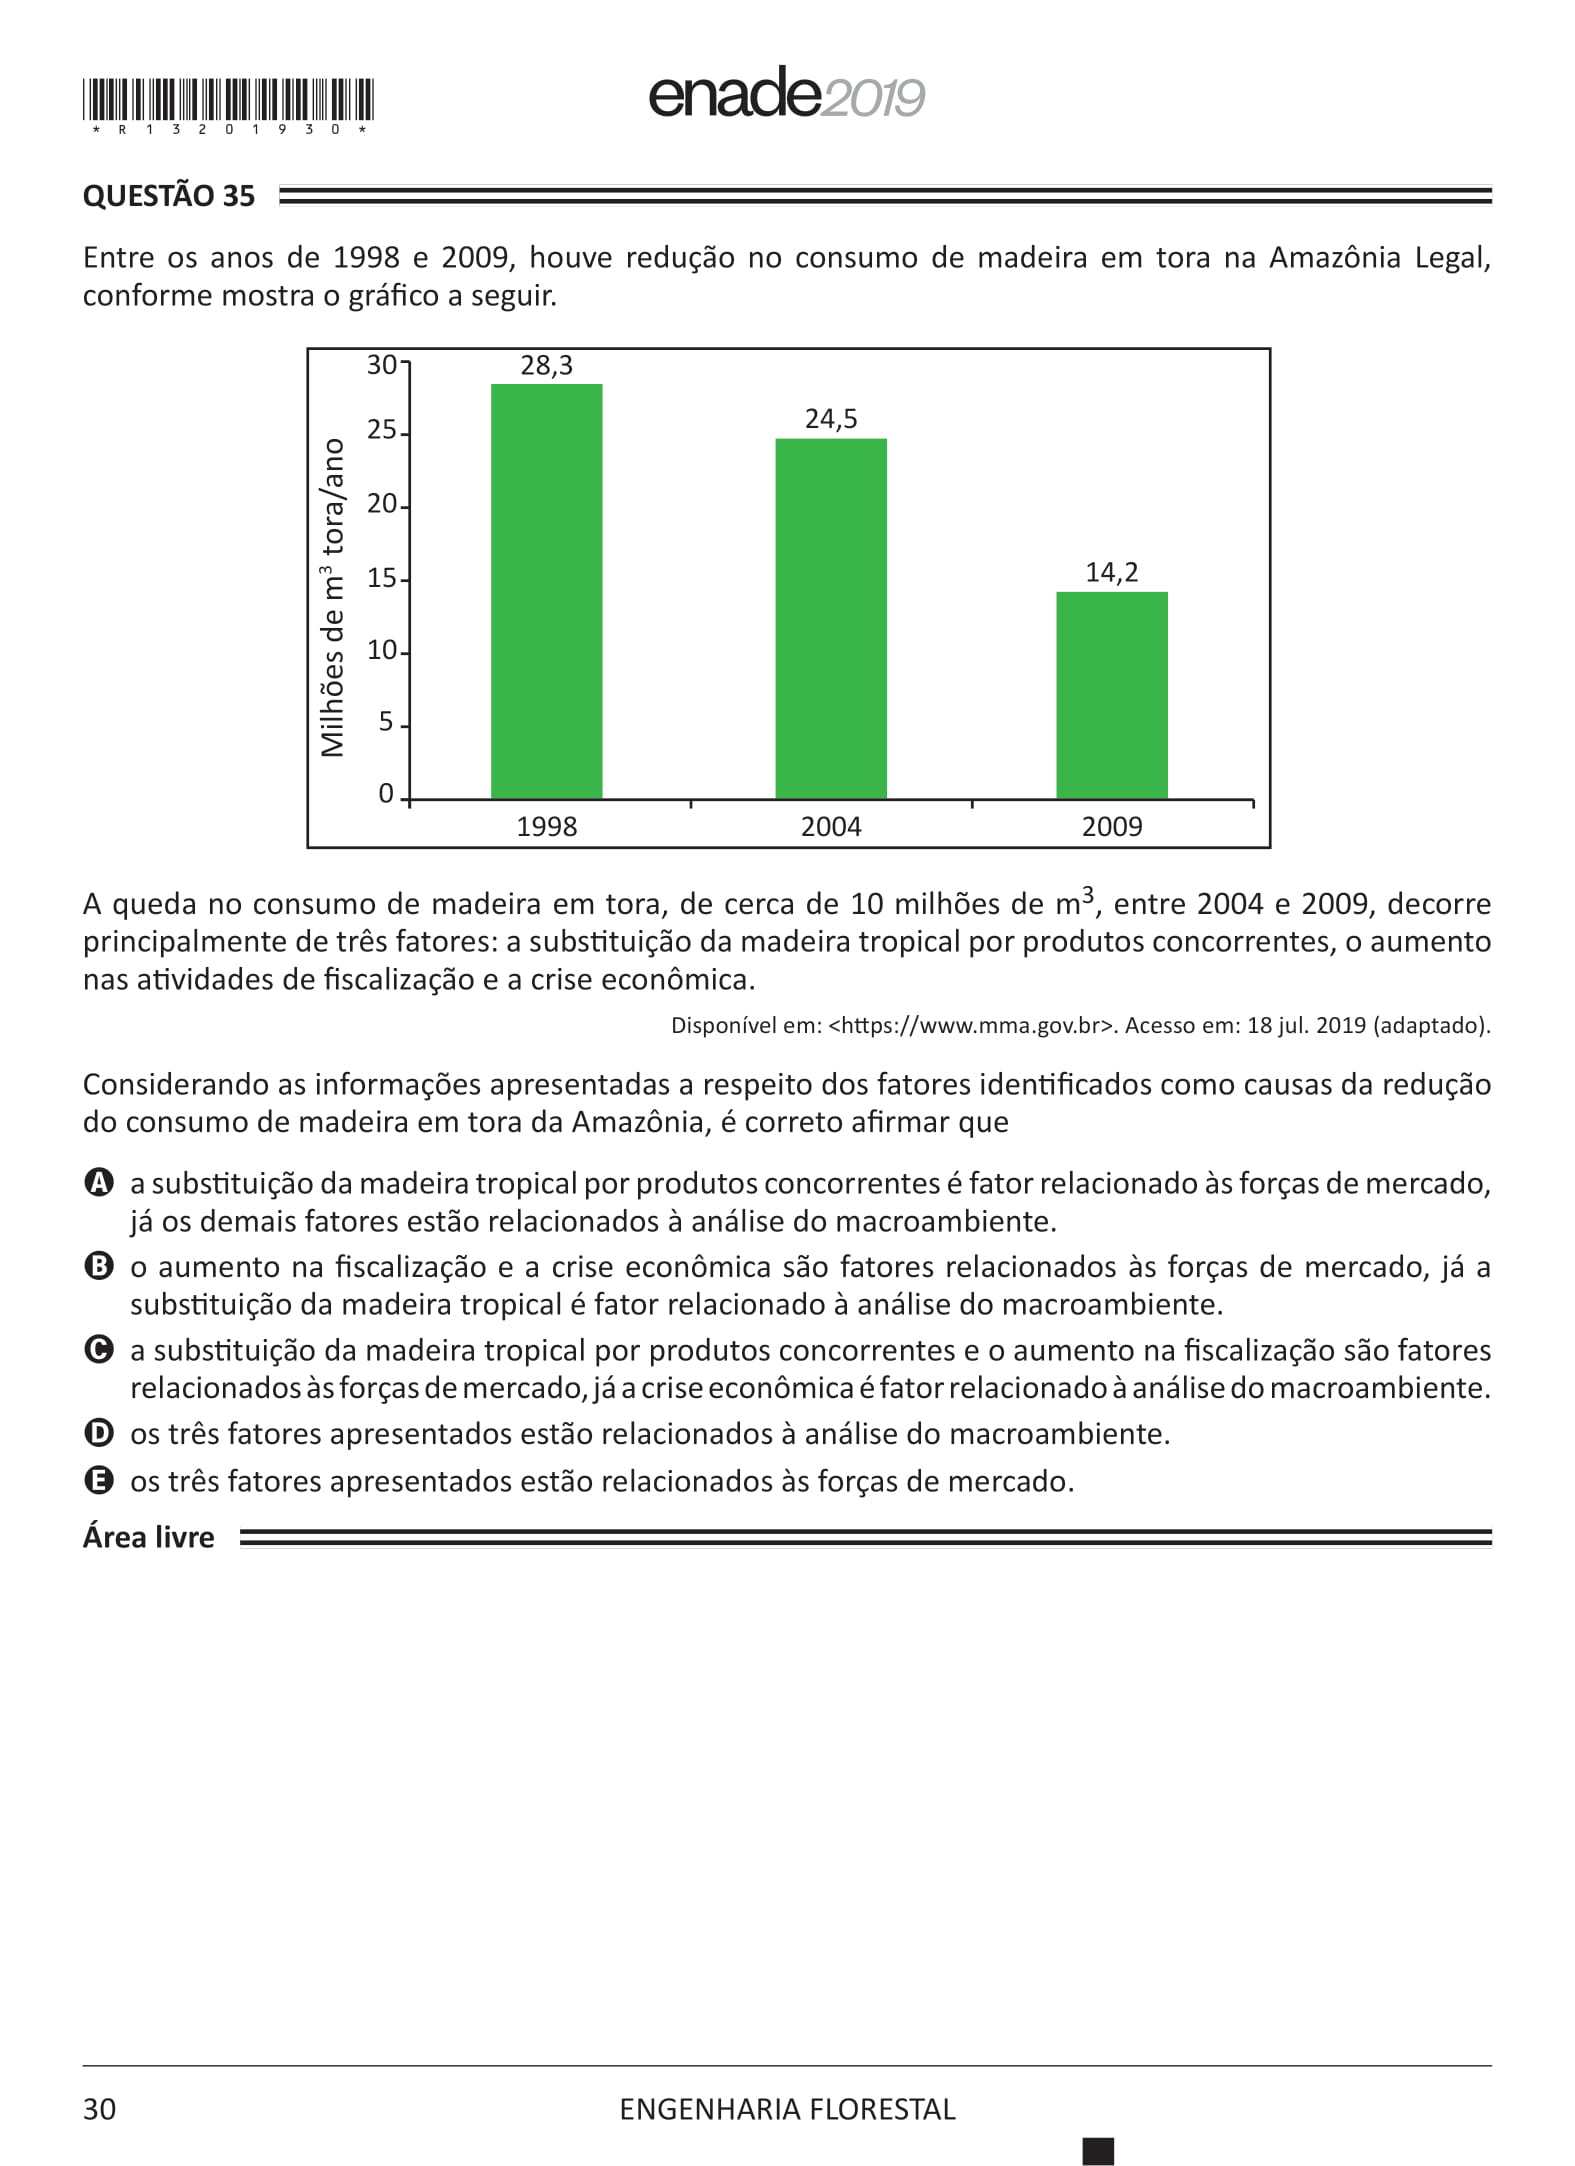 *R13201930*
enade2019
QUESTÃO 35
Entre os anos de 1998 e 2009, houve redução no consumo de madeira em tora na Amazônia Legal,
conforme mostra o gráfico a seguir.
Milhões de m³ tora/ano
30
25
20
15
10
5
0
28,3
24,5
14,2
1998
2004
2009
A queda no consumo de madeira em tora, de cerca de 10 milhões de m³, entre 2004 e 2009, decorre
principalmente de três fatores: a substituição da madeira tropical por produtos concorrentes, o aumento
nas atividades de fiscalização e a crise econômica.
Disponível em: <https://www.mma.gov.br>. Acesso em: 18 jul. 2019 (adaptado).
Considerando as informações apresentadas a respeito dos fatores identificados como causas da redução
do consumo de madeira em tora da Amazônia, é correto afirmar que
A a substituição da madeira tropical por produtos concorrentes é fator relacionado às forças de mercado,
já os demais fatores estão relacionados à análise do macroambiente.
B o aumento na fiscalização e a crise econômica são fatores relacionados às forças de mercado, já a
substituição da madeira tropical é fator relacionado à análise do macroambiente.
C a substituição da madeira tropical por produtos concorrentes e o aumento na fiscalização são fatores
relacionados às forças de mercado, já a crise econômica é fator relacionado à análise do macroambiente.
D os três fatores apresentados estão relacionados à análise do macroambiente.
E os três fatores apresentados estão relacionados às forças de mercado.
Área livre
30
ENGENHARIA FLORESTAL